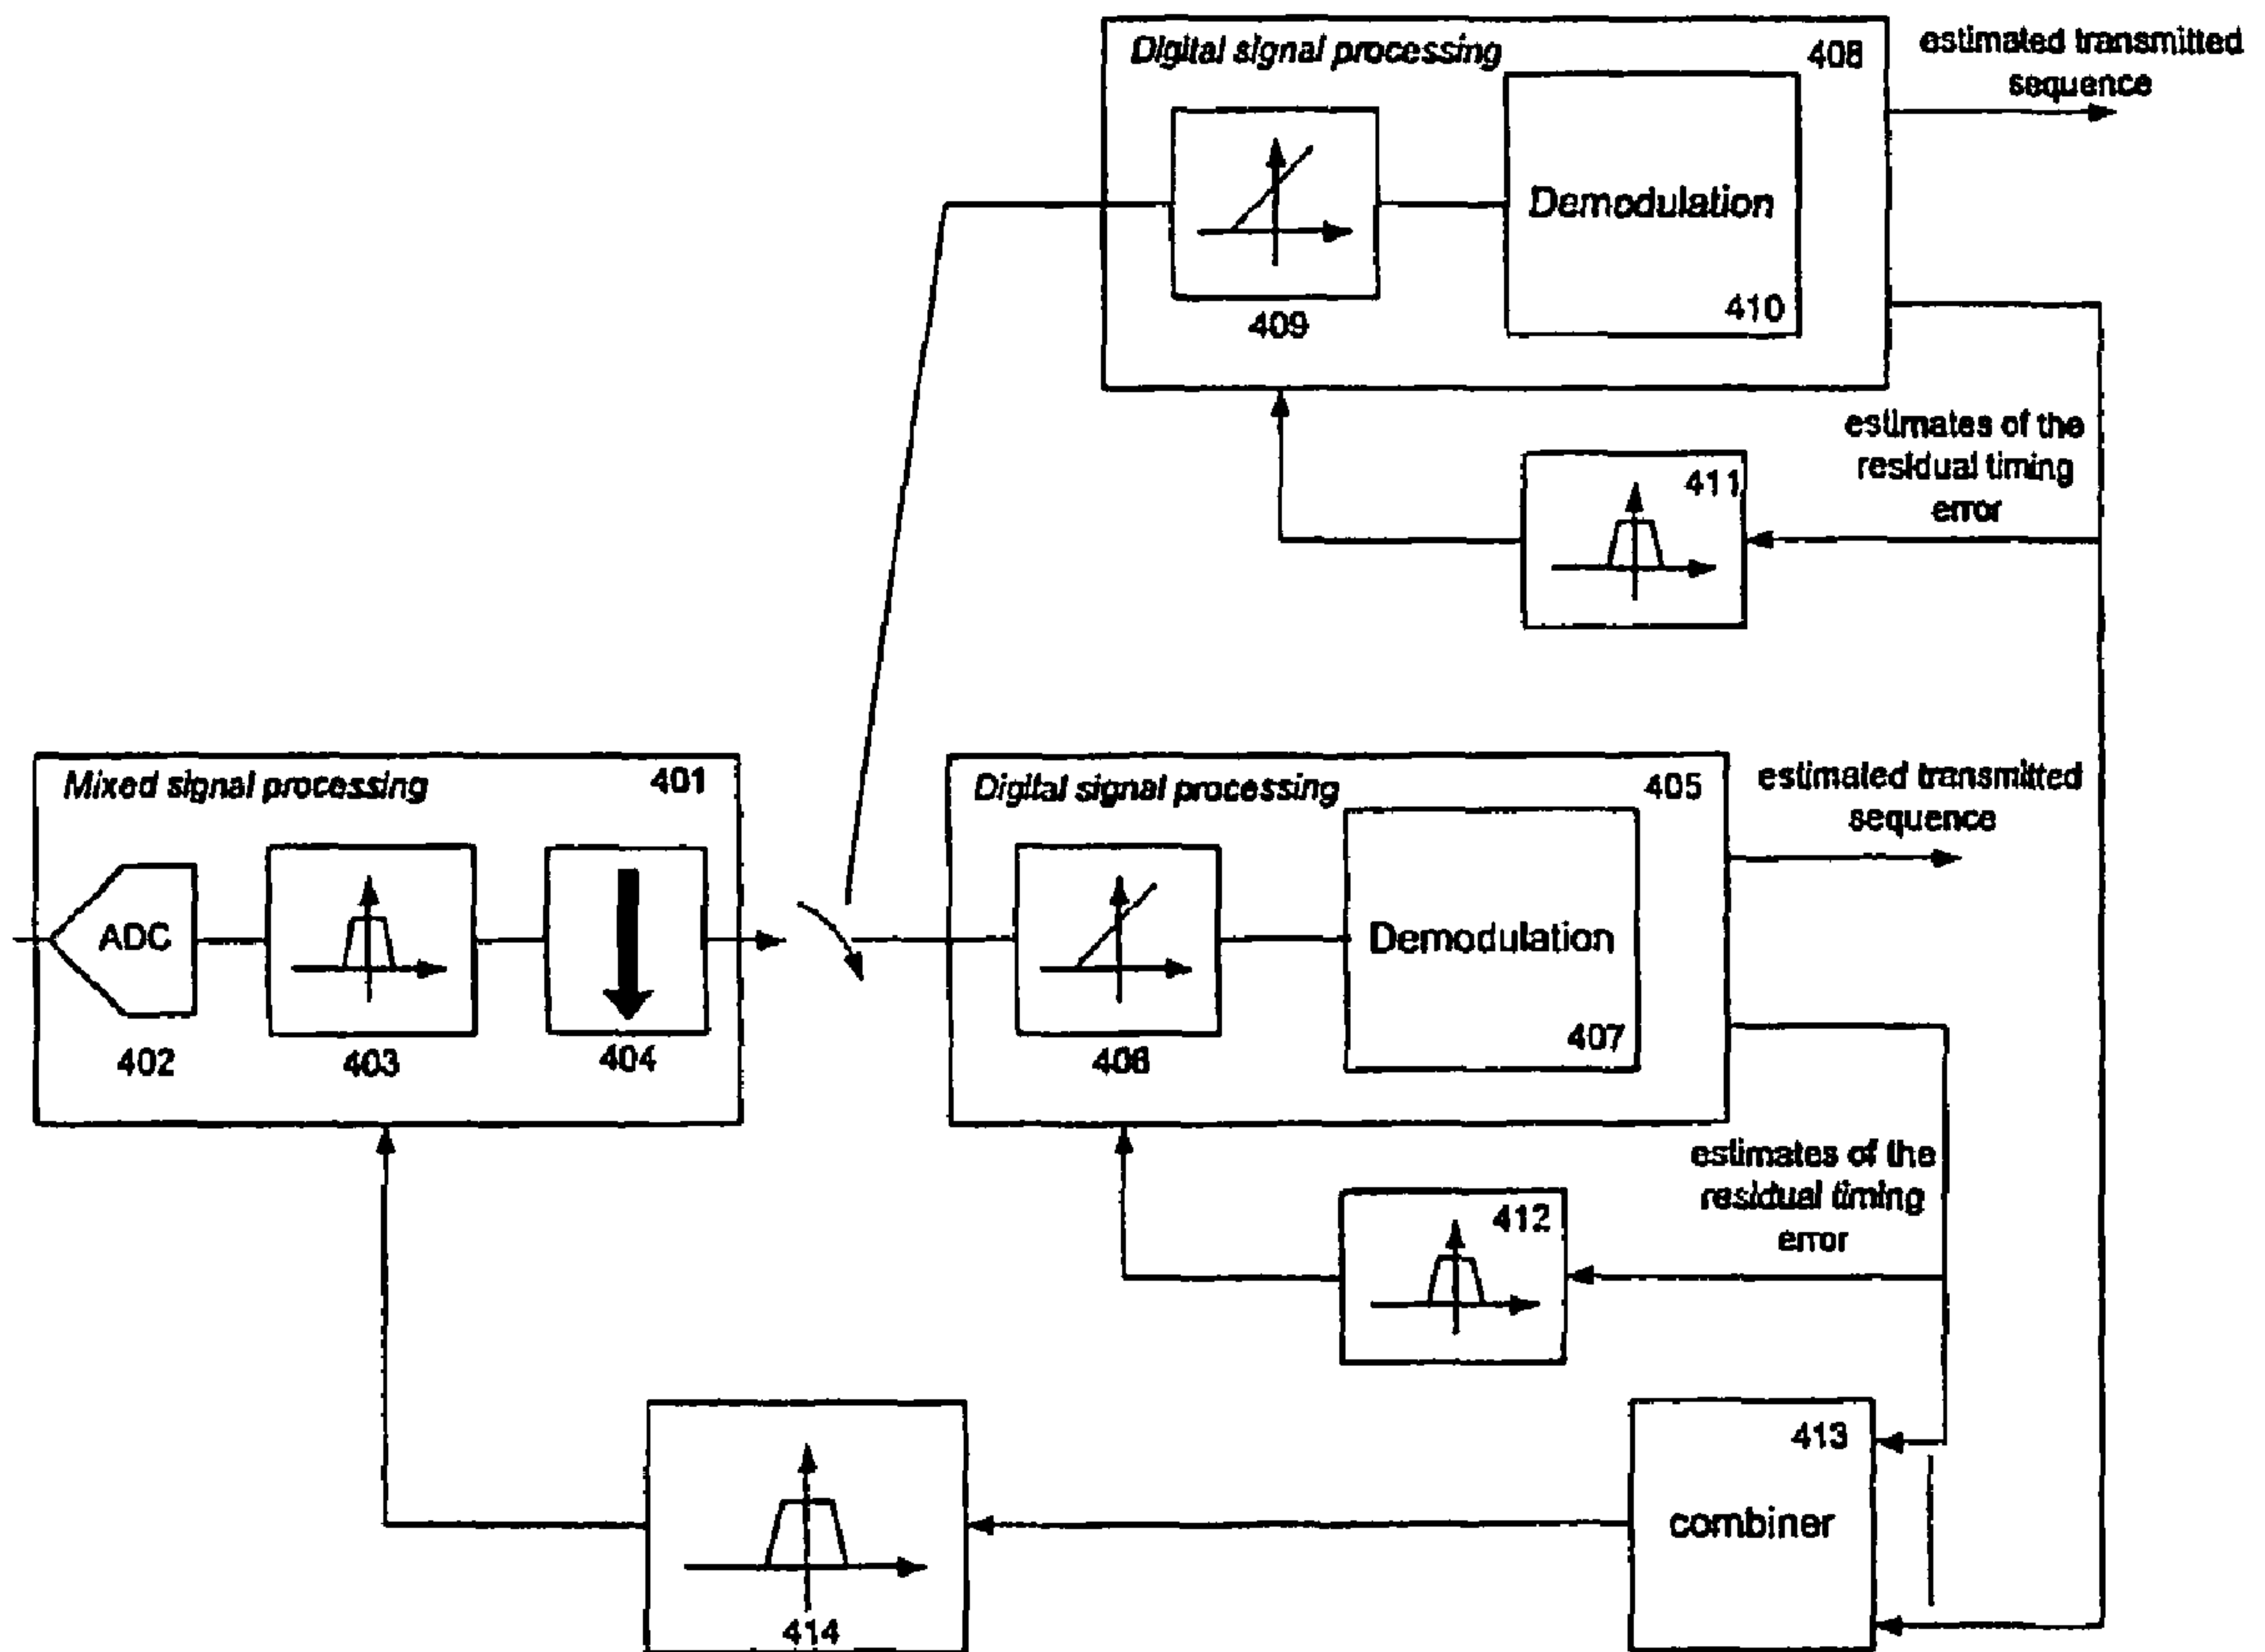 Digital signal processing
408
estimated transmitted
sequence
Demodulation
409
410
estimates of the
residual timing
error
411
Mixed signal processing
401
ADC
402
403
404
Digital signal processing
405
estimated transmitted
sequence
Demodulation
406
407
estimates of the
residual timing
error
412
413
combiner
414